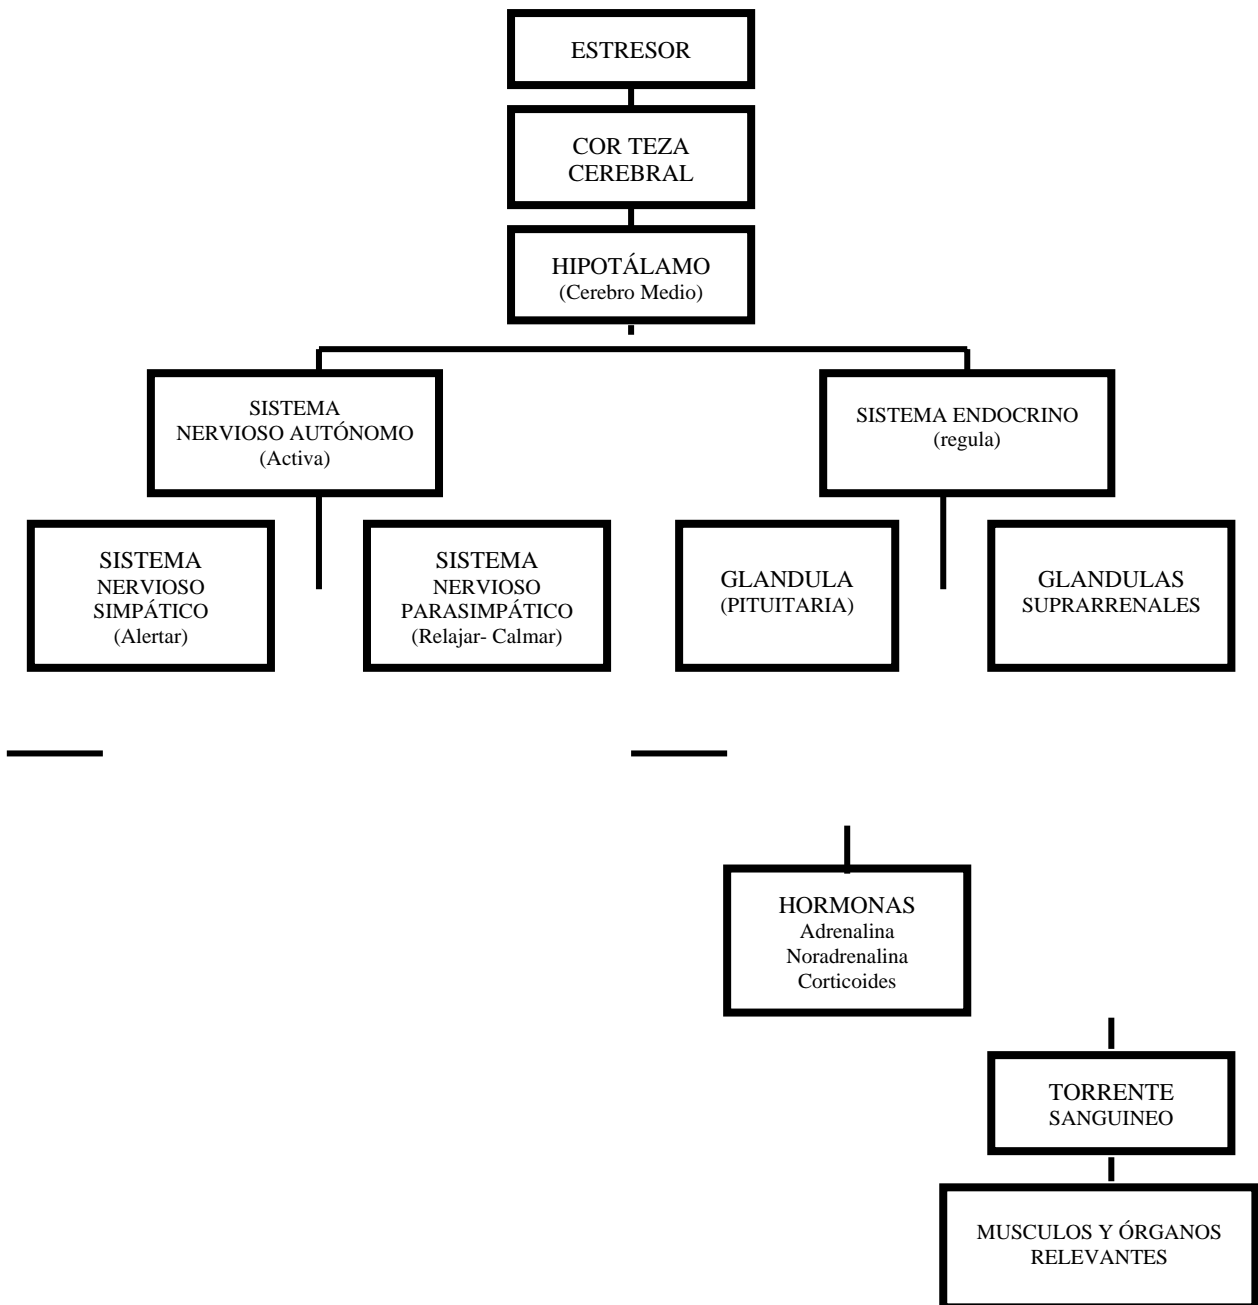 ESTRESOR
COR TEZA
CEREBRAL
HIPOTÁLAMO
(Cerebro Medio)
SISTEMA
NERVIOSO AUTÓNOMO
(Activa)
SISTEMA ENDOCRINO
(regula)
SISTEMA
NERVIOSO
SIMPÁTICO
(Alertar)
SISTEMA
NERVIOSO
PARASIMPÁTICO
(Relajar- Calmar)
GLANDULA
(PITUITARIA)
GLANDULAS
SUPRARRENALES
HORMONAS
Adrenalina
Noradrenalina
Corticoides
TORRENTE
SANGUINEO
MUSCULOS Y ÓRGANOS
RELEVANTES